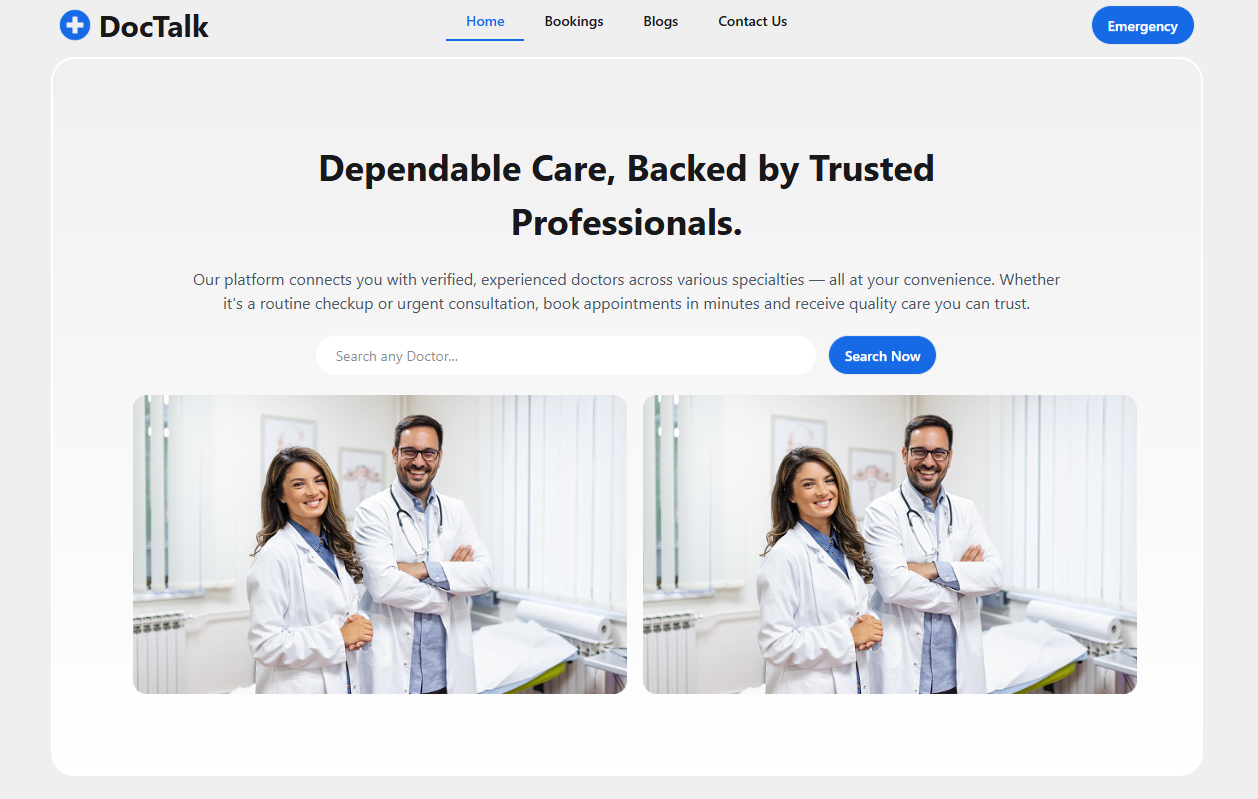 DocTalk
Home
Bookings
Blogs
Contact Us
Emergency
Dependable Care, Backed by Trusted
Professionals.
Our platform connects you with verified, experienced doctors across various specialties — all at your convenience. Whether
it's a routine checkup or urgent consultation, book appointments in minutes and receive quality care you can trust.
Search any Doctor...
Search Now